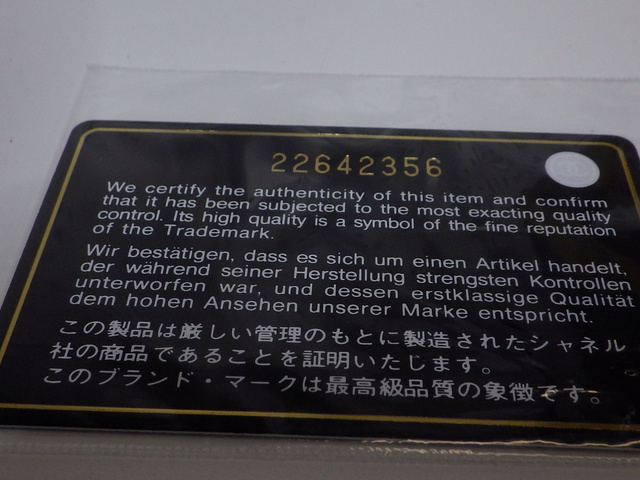 22642356
We certify the authenticity of this item and confirm
that it has been subjected to the most exacting quality
control. Its high quality is a symbol of the fine reputation
of the Trademark.
Wir bestätigen, dass es sich um einen Artikel handelt,
der während seiner Herstellung strengsten Kontrollen
unterworfen war, und dessen erstklassige Qualität
dem hohen Ansehen unserer Marke entspricht.
この製品は厳しい管理のもとに製造されたシャネル
社の商品であることを証明いたします。
このブランド・マークは最高級品質の象徴です。